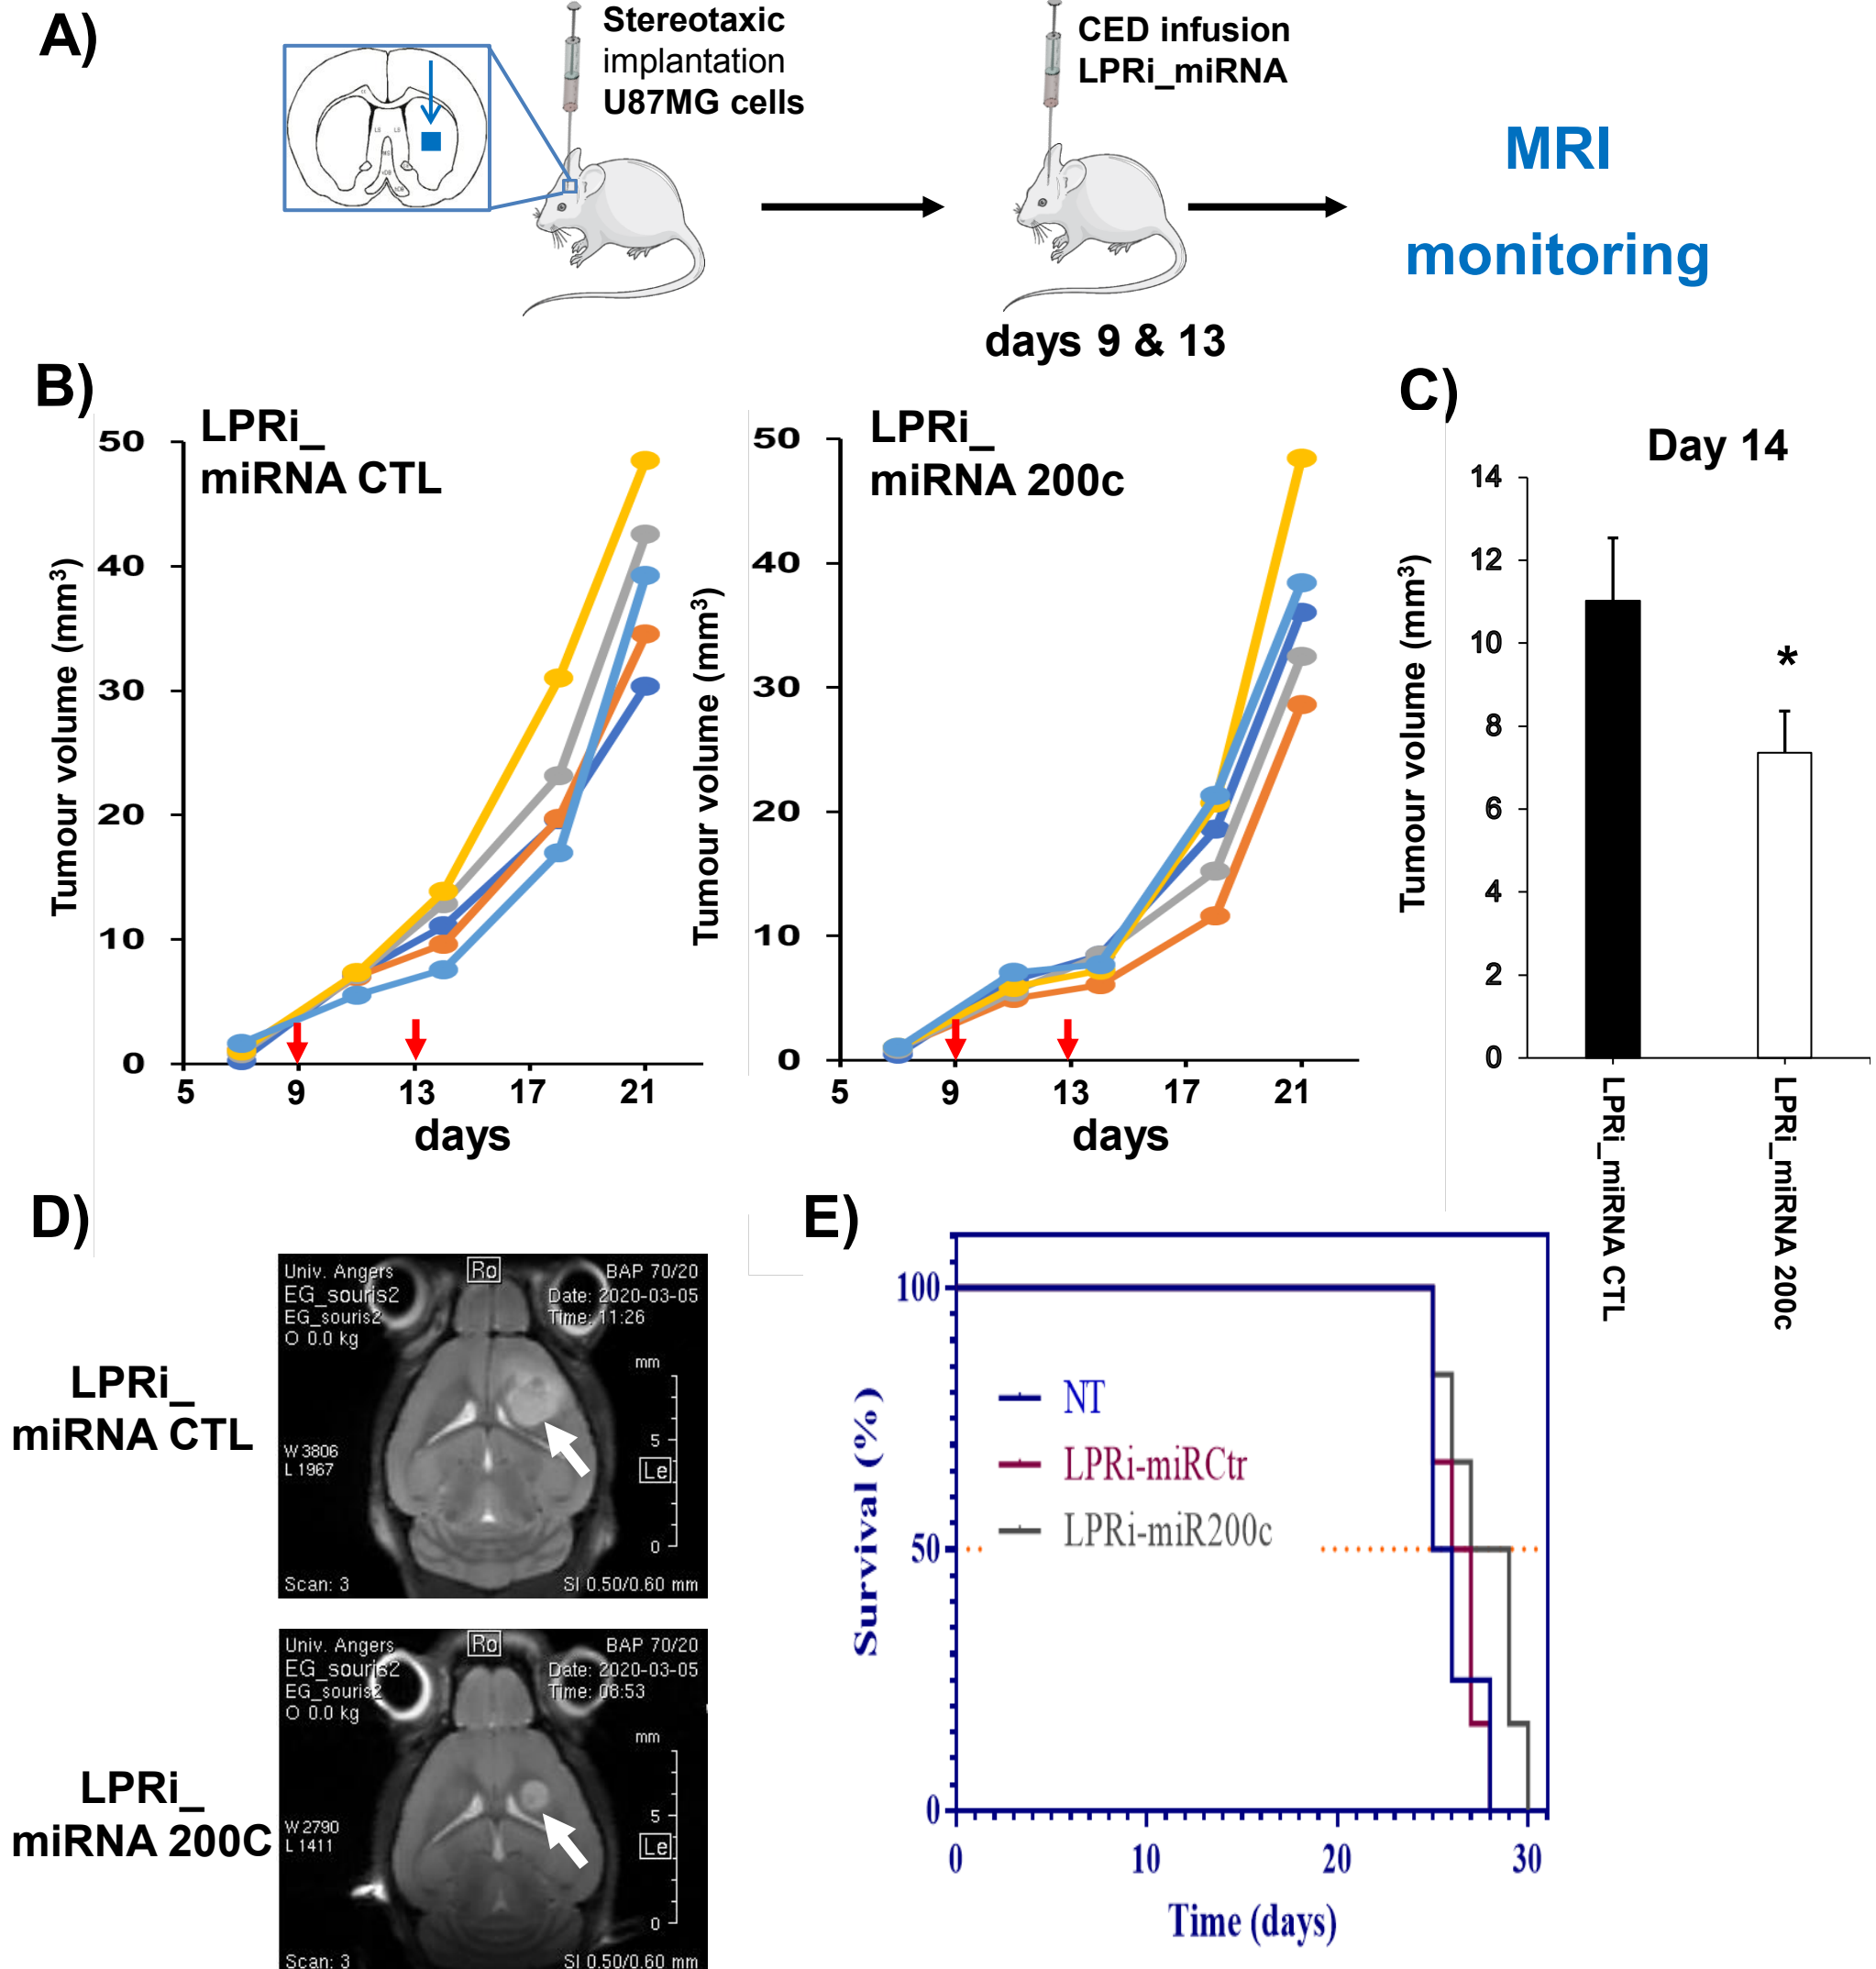 A)
Stereotaxic
implantation
U87MG cells
CED infusion
LPRi_miRNA
MRI
monitoring
days 9 & 13
B)
LPRi_
miRNA CTL
Tumour volume (mm³)
50
40
30
20
10
0
5 9 13 17 21
days
LPRi_
miRNA 200c
Tumour volume (mm³)
50
40
30
20
10
0
5 9 13 17 21
days
C)
Day 14
Tumour volume (mm³)
14
12
10
8
6
4
2
0
*
LPRi_miRNA CTL
LPRi_miRNA 200c
D)
LPRi_
miRNA CTL
Univ. Angers Ro BAP 70/20
EG_souris2 Date: 2020-03-05
EG_souris2 Time: 11:26
O 0.0 kg
mm
5
W 3806
L 1967
Le
0
Scan: 3 SI 0.50/0.60 mm
LPRi_
miRNA 200C
Univ. Angers Ro BAP 70/20
EG_souris2 Date: 2020-03-05
EG_souris2 Time: 08:53
O 0.0 kg
mm
5
W 2790
L 1411
Le
0
Scan: 3 SI 0.50/0.60 mm
E)
Survival (%)
100
50
0
NT
LPRi-miRCtr
LPRi-miR200c
0 10 20 30
Time (days)